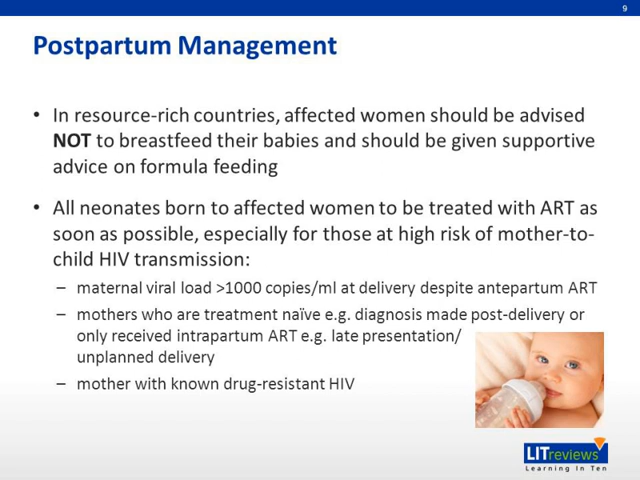 9
Postpartum Management
• In resource-rich countries, affected women should be advised
NOT to breastfeed their babies and should be given supportive
advice on formula feeding
• All neonates born to affected women to be treated with ART as
soon as possible, especially for those at high risk of mother-to-
child HIV transmission:
– maternal viral load >1000 copies/ml at delivery despite antepartum ART
– mothers who are treatment naïve e.g. diagnosis made post-delivery or
only received intrapartum ART e.g. late presentation/
unplanned delivery
– mother with known drug-resistant HIV
LITreviews
Learning In Ten